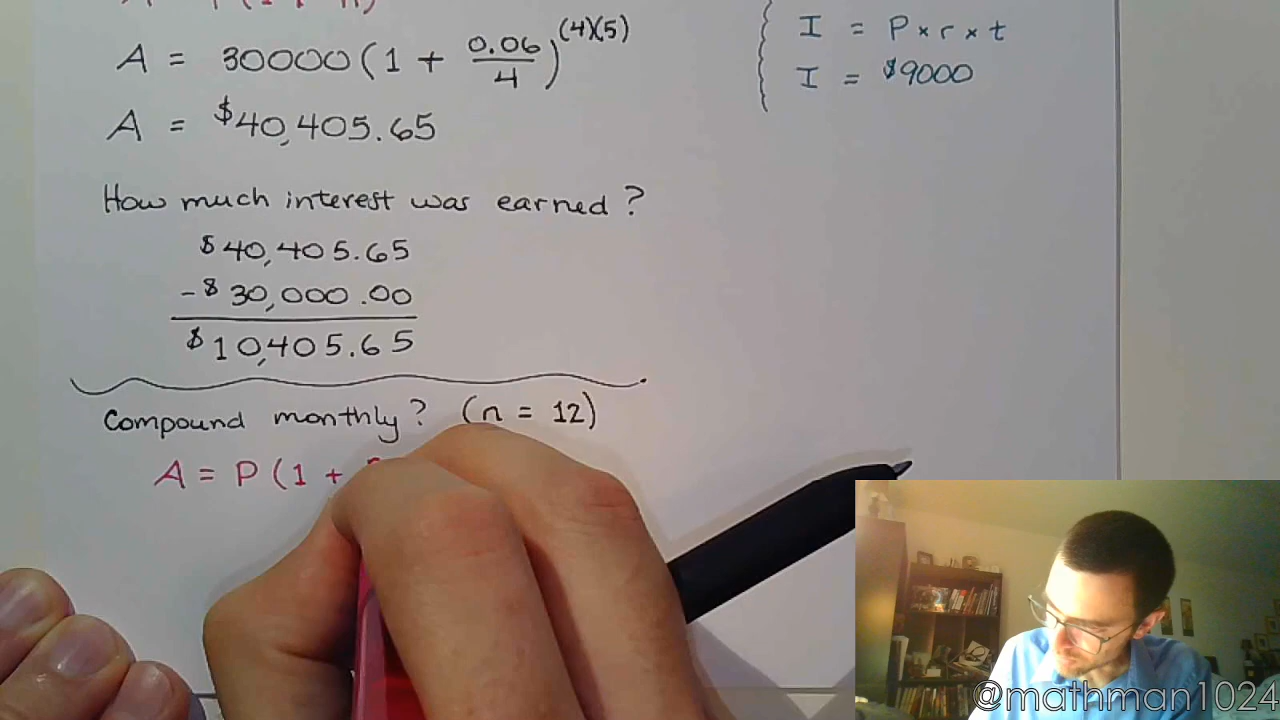 A = 30000(1 + 0.06/4)^(4)(5)
A = $40,405.65
How much interest was earned?
$40,405.65
- $30,000.00
$10,405.65
Compound monthly? (n = 12)
A = P(1 +
I = P × r × t
I = $9000
@mathman1024